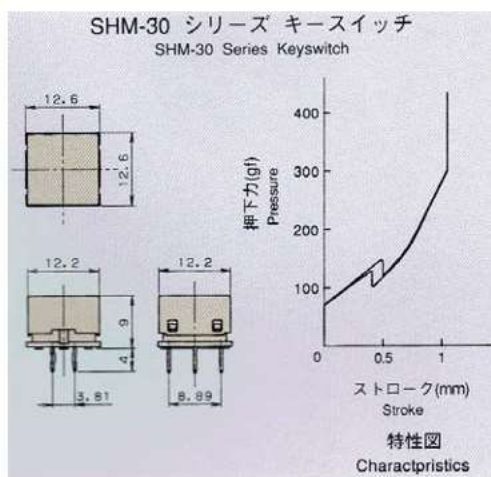 SHM-30 シリーズ キースイッチ
SHM-30 Series Keyswitch
12.6
12.6
12.2
9
4
3.81
12.2
8.89
押下力(gf)
Pressure
400
300
200
100
0
0.5
1
ストローク(mm)
Stroke
特性図
Charactpristics